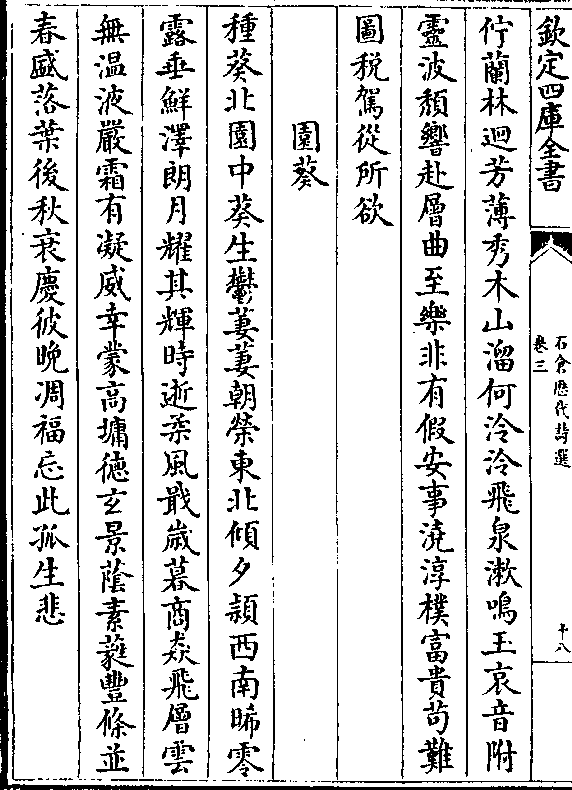 欽定四庫全書
石倉歴代詩選
卷三
十八
佇蘭林迴芳薄秀木山溜何泠泠飛泉漱鳴玉哀音附
靈波頽響赴層曲至樂非有假安事澆淳樸富貴茍難
圖稅駕從所欲
園葵
種葵北園中葵生鬱萋萋朝榮東北傾夕頴西南晞零
露垂鮮澤朗月耀其輝時逝柔風戢嵗暮商猋飛層雲
無温液嚴霜有凝威幸蒙髙墉徳玄景蔭素蕤豐條並
春盛落葉後秋衰慶彼晚凋福忘此孤生悲